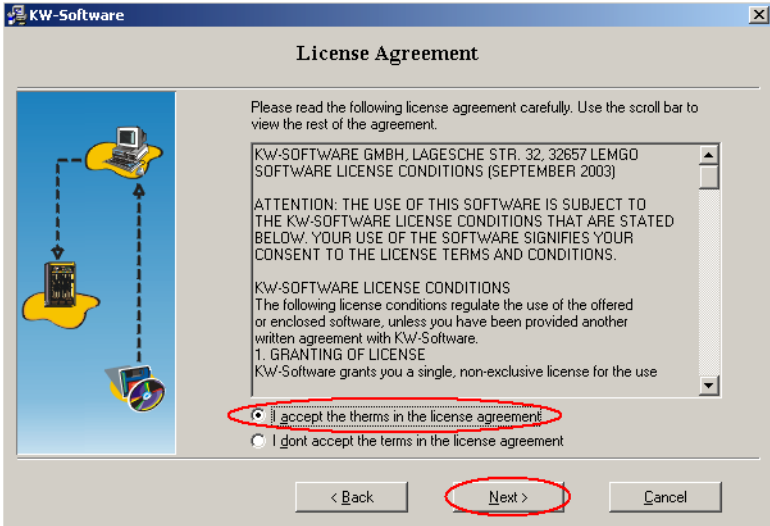 KW-Software
License Agreement
Please read the following license agreement carefully. Use the scroll bar to
view the rest of the agreement.
KW-SOFTWARE GMBH, LAGESCHE STR. 32, 32657 LEMGO
SOFTWARE LICENSE CONDITIONS (SEPTEMBER 2003)
ATTENTION: THE USE OF THIS SOFTWARE IS SUBJECT TO
THE KW-SOFTWARE LICENSE CONDITIONS THAT ARE STATED
BELOW. YOUR USE OF THE SOFTWARE SIGNIFIES YOUR
CONSENT TO THE LICENSE TERMS AND CONDITIONS.
KW-SOFTWARE LICENSE CONDITIONS
The following license conditions regulate the use of the offered
or enclosed software, unless you have been provided another
written agreement with KW-Software.
1. GRANTING OF LICENSE
KW-Software grants you a single, non-exclusive license for the use
I accept the therms in the license agreement
I dont accept the terms in the license agreement
< Back Next > Cancel